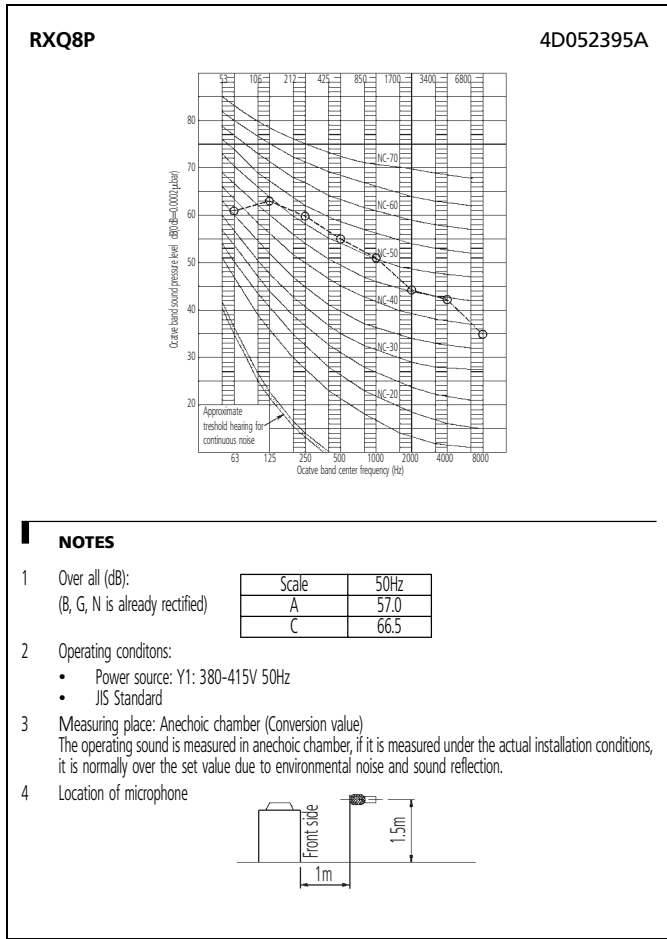 RXQ8P 4D052395A
53 106 212 425 850 1700 3400 6800
80
70
60
50
40
30
20
Ocatve band sound pressure level dB(0dB=0.0002µbar)
NC-70
NC-60
NC-50
NC-40
NC-30
NC-20
Approximate
treshold hearing for
continuous noise
63 125 250 500 1000 2000 4000 8000
Ocatve band center frequency (Hz)
NOTES
1 Over all (dB):
(B, G, N is already rectified)
Scale 50Hz
A 57.0
C 66.5
2 Operating conditons:
• Power source: Y1: 380-415V 50Hz
• JIS Standard
3 Measuring place: Anechoic chamber (Conversion value)
The operating sound is measured in anechoic chamber, if it is measured under the actual installation conditions,
it is normally over the set value due to environmental noise and sound reflection.
4 Location of microphone
Front side
1.5m
1m